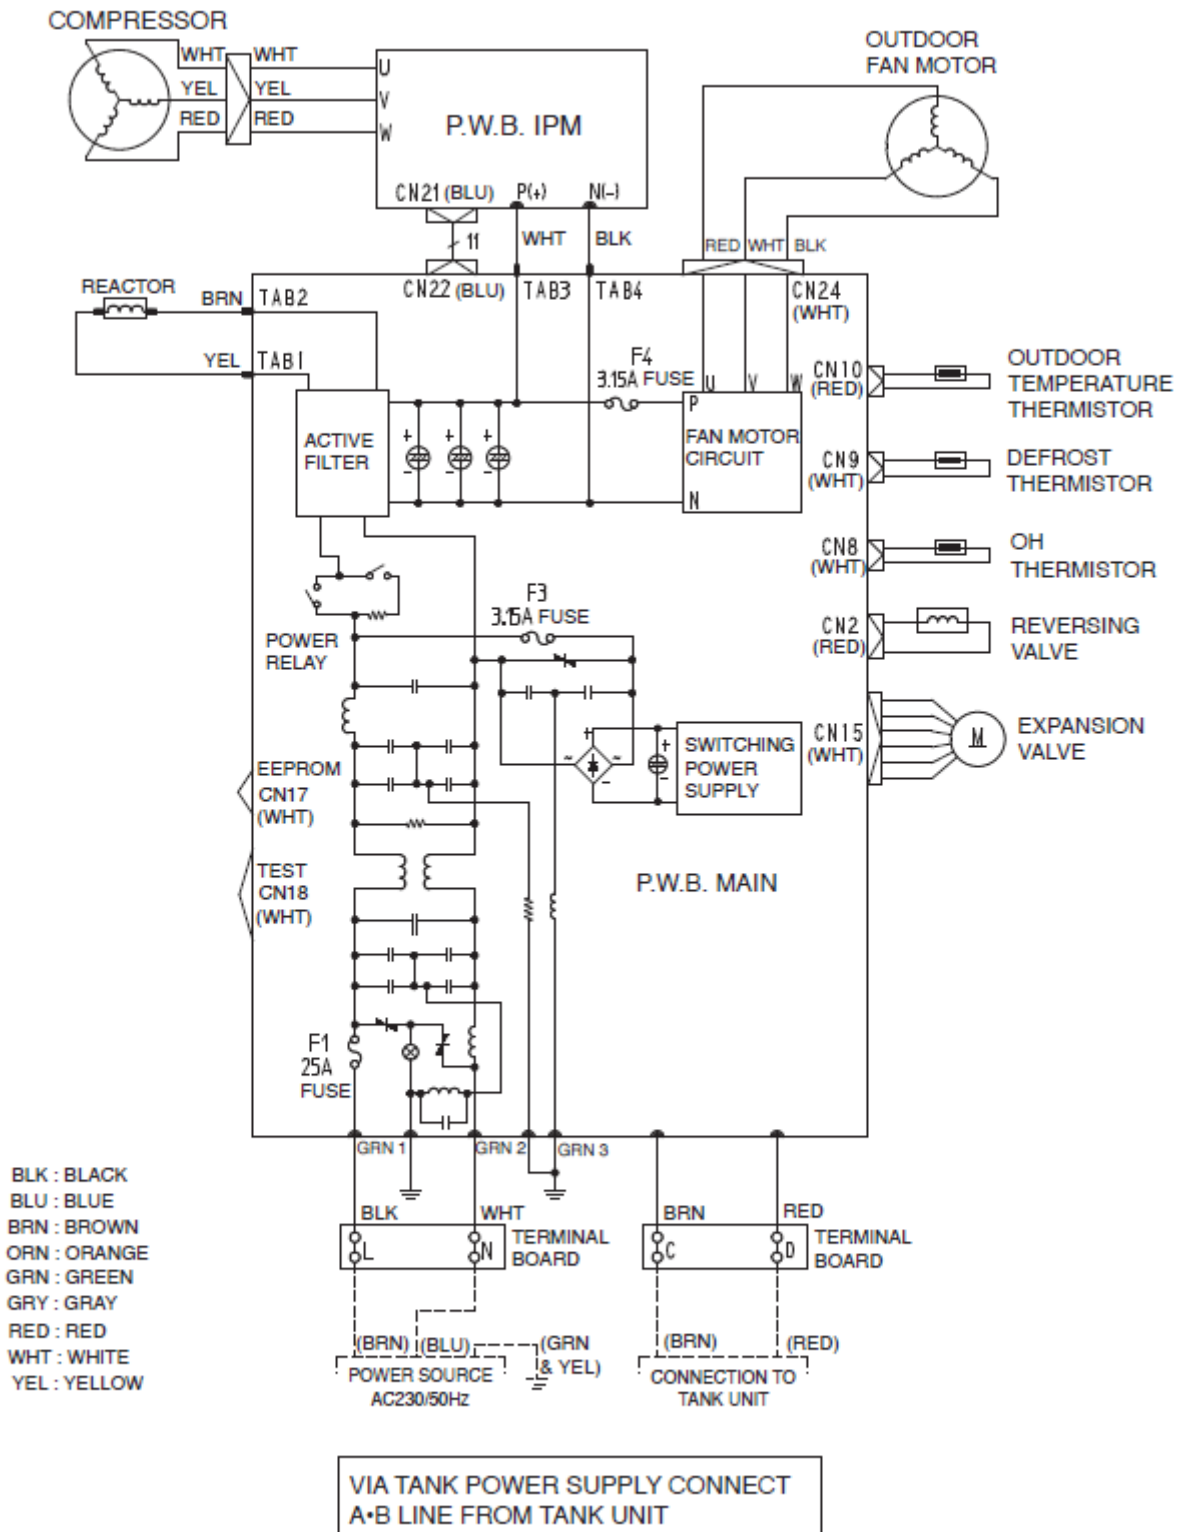 COMPRESSOR
OUTDOOR
FAN MOTOR
WHT WHT
YEL YEL
RED RED
U
V
W
P.W.B. IPM
CN21 (BLU) P(+) N(-)
11 WHT BLK
RED WHT BLK
REACTOR
BRN TAB2
CN22 (BLU) TAB3 TAB4
CN24
(WHT)
YEL TAB1
F4
3.15A FUSE
U V W
CN10
(RED)
OUTDOOR
TEMPERATURE
THERMISTOR
P
ACTIVE
FILTER
+ + +
- - -
FAN MOTOR
CIRCUIT
N
CN9
(WHT)
DEFROST
THERMISTOR
CN8
(WHT)
OH
THERMISTOR
F3
3.15A FUSE
POWER
RELAY
CN2
(RED)
REVERSING
VALVE
CN15
(WHT)
M
EXPANSION
VALVE
+ +
~ ~
- -
SWITCHING
POWER
SUPPLY
EEPROM
CN17
(WHT)
TEST
CN18
(WHT)
P.W.B. MAIN
F1
25A
FUSE
GRN 1 GRN 2 GRN 3
BLK WHT
L N
TERMINAL
BOARD
BRN RED
C D
TERMINAL
BOARD
(BRN) (BLU) (GRN
& YEL)
POWER SOURCE
AC230/50Hz
(BRN) (RED)
CONNECTION TO
TANK UNIT
BLK : BLACK
BLU : BLUE
BRN : BROWN
ORN : ORANGE
GRN : GREEN
GRY : GRAY
RED : RED
WHT : WHITE
YEL : YELLOW
VIA TANK POWER SUPPLY CONNECT
A•B LINE FROM TANK UNIT